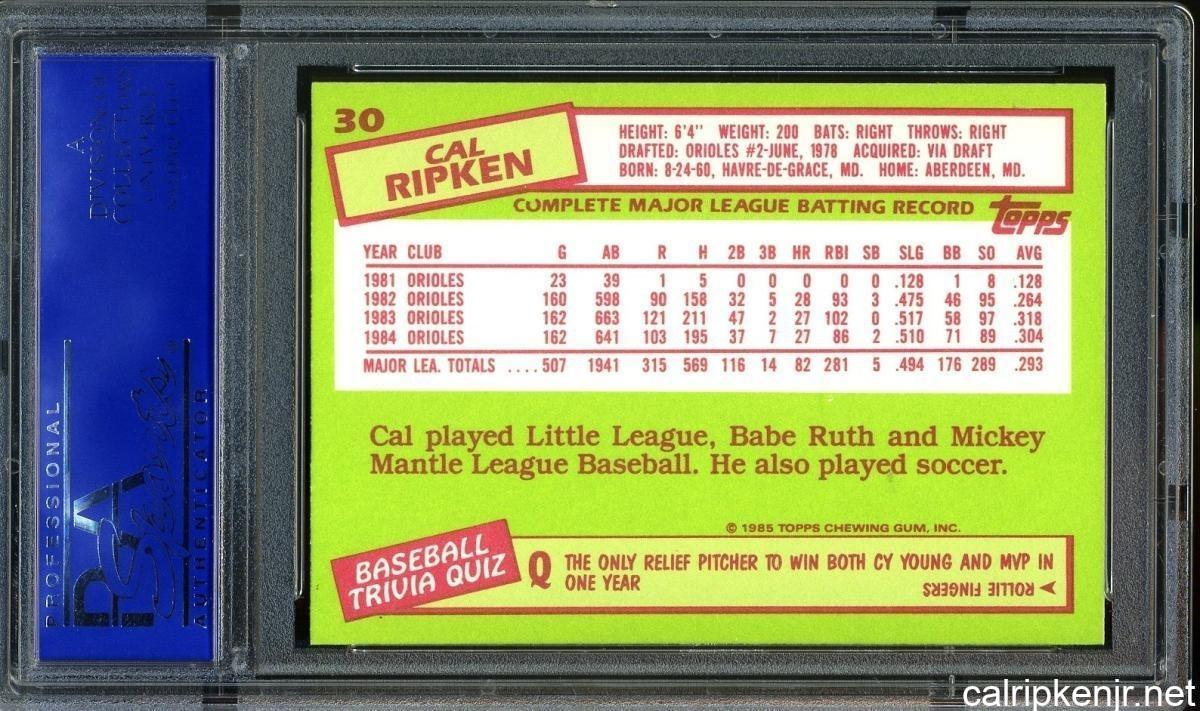 A
DIVISION OF
COLLECTORS
UNIVERSE
PROFESSIONAL
PSA
AUTHENTICATOR
30
CAL
RIPKEN
HEIGHT: 6'4" WEIGHT: 200 BATS: RIGHT THROWS: RIGHT
DRAFTED: ORIOLES #2-JUNE, 1978 ACQUIRED: VIA DRAFT
BORN: 8-24-60, HAVRE-DE-GRACE, MD. HOME: ABERDEEN, MD.
COMPLETE MAJOR LEAGUE BATTING RECORD
TOPPS
YEAR CLUB G AB R H 2B 3B HR RBI SB SLG BB SO AVG
1981 ORIOLES 23 39 1 5 0 0 0 0 0 .128 1 8 .128
1982 ORIOLES 160 598 90 158 32 5 28 93 3 .475 46 95 .264
1983 ORIOLES 162 663 121 211 47 2 27 102 0 .517 58 97 .318
1984 ORIOLES 162 641 103 195 37 7 27 86 2 .510 71 89 .304
MAJOR LEA. TOTALS ....507 1941 315 569 116 14 82 281 5 .494 176 289 .293
Cal played Little League, Babe Ruth and Mickey
Mantle League Baseball. He also played soccer.
© 1985 TOPPS CHEWING GUM, INC.
BASEBALL
TRIVIA QUIZ
Q THE ONLY RELIEF PITCHER TO WIN BOTH CY YOUNG AND MVP IN
ONE YEAR
ROLLIE FINGERS
calripkenjr.net